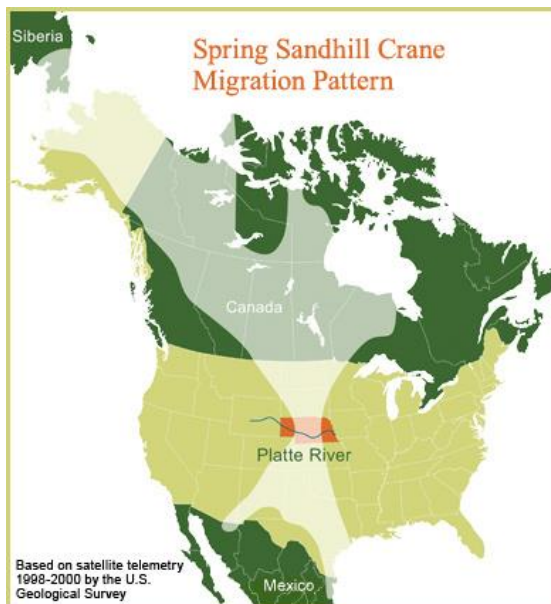 Siberia
Spring Sandhill Crane
Migration Pattern
Canada
Platte River
Based on satellite telemetry
1998-2000 by the U.S.
Geological Survey
Mexico